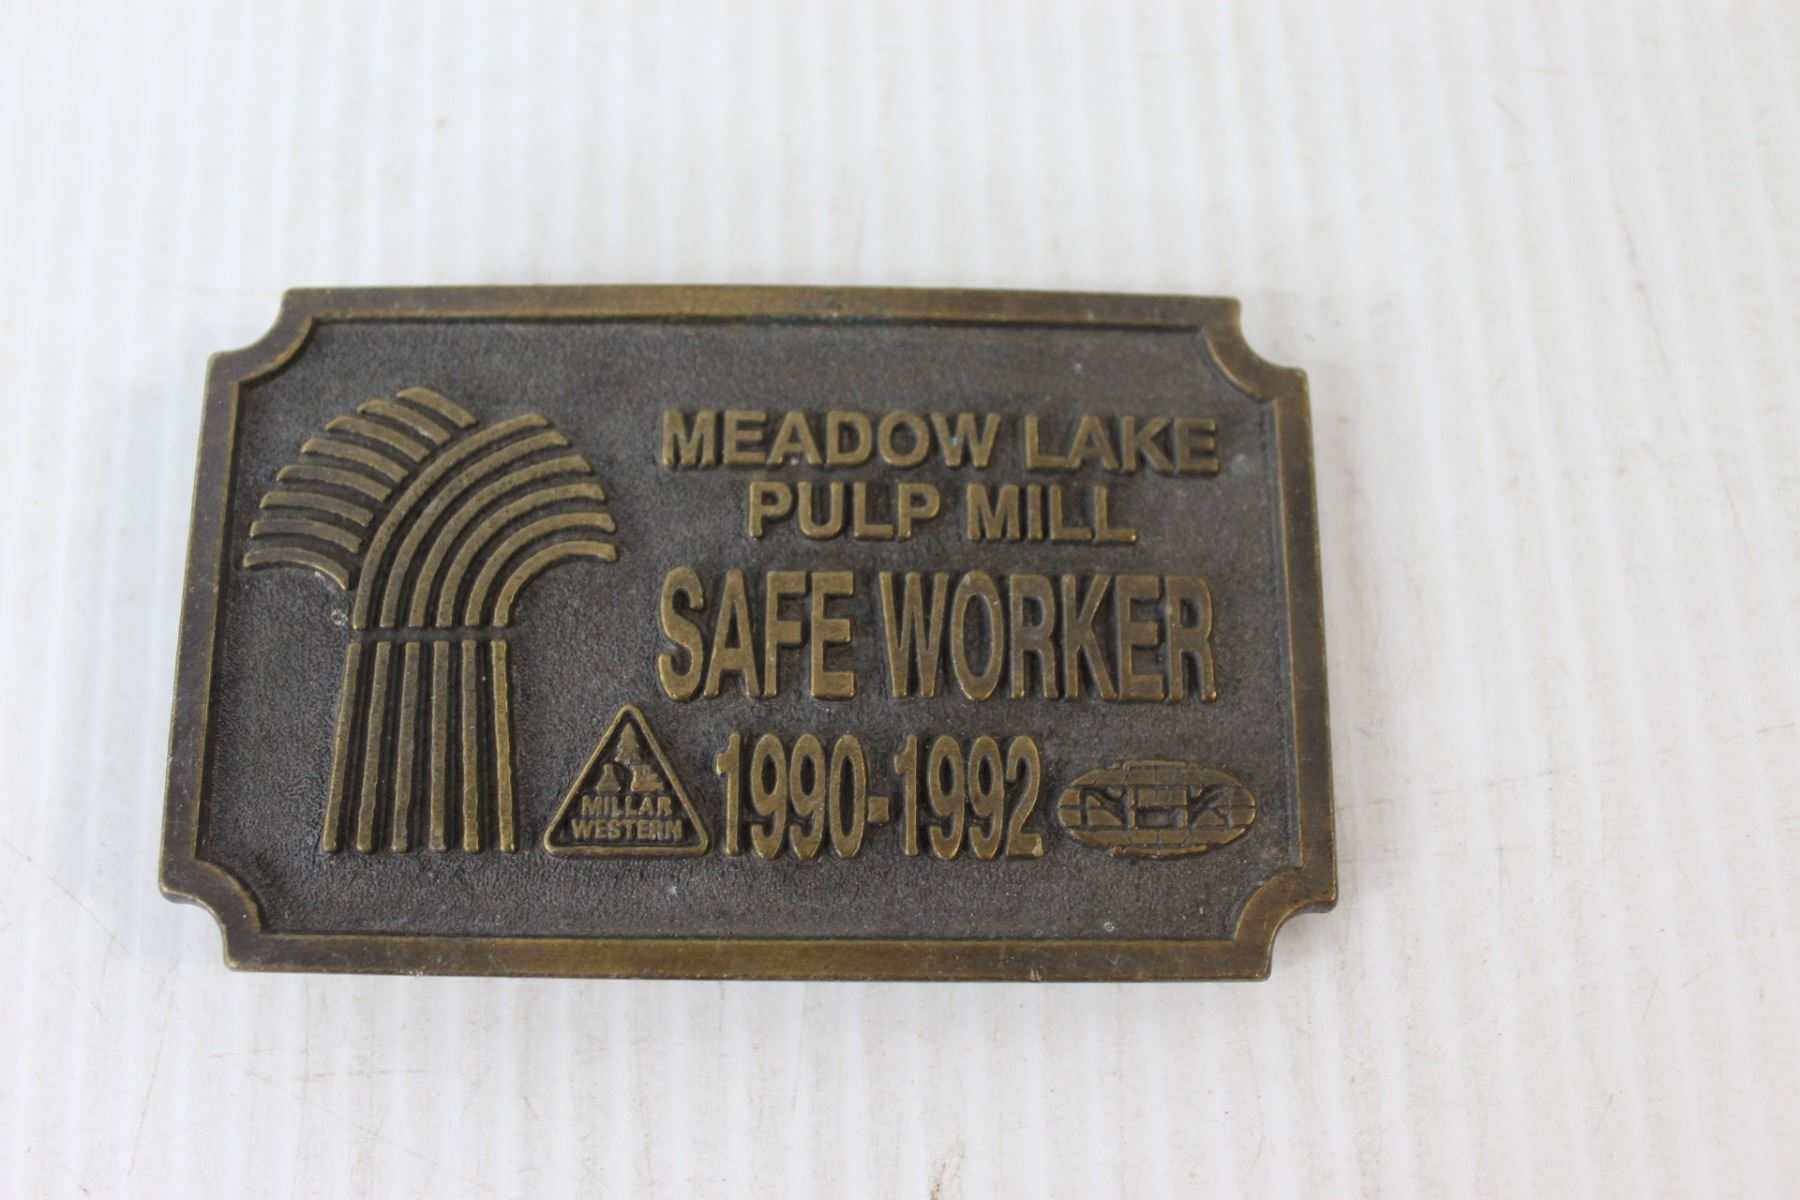 MEADOW LAKE
PULP MILL
SAFE WORKER
1990-1992
MILLAR
WESTERN